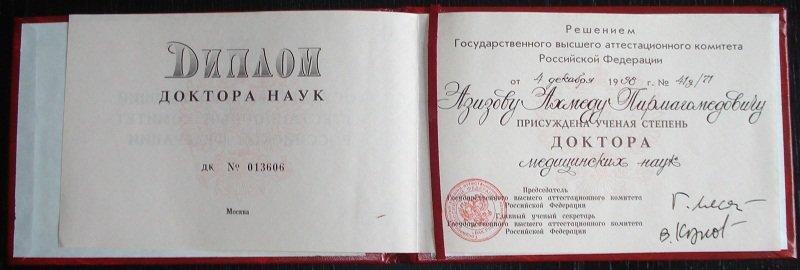 ДИПЛОМ
ДОКТОРА НАУК
ДК № 013606
Москва
Решением
Государственного высшего аттестационного комитета
Российской Федерации
от 4 декабря 1998 г. №
Азизову Ахмеду Пирмагомедовичу
ПРИСУЖДЕНА УЧЕНАЯ СТЕПЕНЬ
ДОКТОРА
медицинских наук
Председатель
Государственного высшего аттестационного комитета
Российской Федерации
Главный ученый секретарь
Государственного высшего аттестационного комитета
Российской Федерации